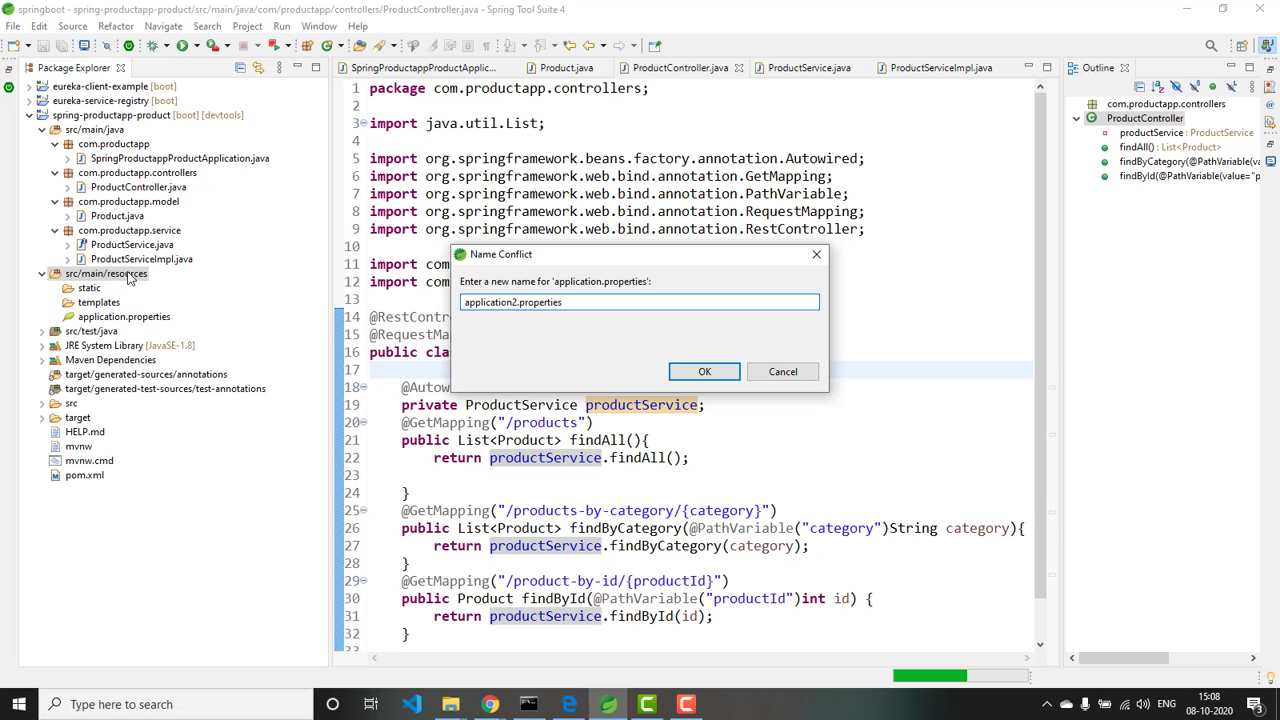 springboot - spring-productapp-product/src/main/java/com/productapp/controllers/ProductController.java - Spring Tool Suite 4
File Edit Source Refactor Navigate Search Project Run Window Help
Package Explorer
SpringProductappProductApplic...
Product.java
ProductController.java
ProductService.java
ProductServiceImpl.java
Outline
eureka-client-example [boot]
eureka-service-registry [boot]
spring-productapp-product [boot] [devtools]
src/main/java
com.productapp
SpringProductappProductApplication.java
com.productapp.controllers
ProductController.java
com.productapp.model
Product.java
com.productapp.service
ProductService.java
ProductServiceImpl.java
src/main/resources
static
templates
application.properties
src/test/java
JRE System Library [JavaSE-1.8]
Maven Dependencies
target/generated-sources/annotations
target/generated-test-sources/test-annotations
src
target
HELP.md
mvnw
mvnw.cmd
pom.xml
1 package com.productapp.controllers;
2
3 import java.util.List;
4
5 import org.springframework.beans.factory.annotation.Autowired;
6 import org.springframework.web.bind.annotation.GetMapping;
7 import org.springframework.web.bind.annotation.PathVariable;
8 import org.springframework.web.bind.annotation.RequestMapping;
9 import org.springframework.web.bind.annotation.RestController;
10
11 import com
12 import com
13
14 @RestContr
15 @RequestMa
16 public cla
17
18 @Autow
19 private ProductService productService;
20 @GetMapping("/products")
21 public List<Product> findAll(){
22 return productService.findAll();
23
24 }
25 @GetMapping("/products-by-category/{category}")
26 public List<Product> findByCategory(@PathVariable("category")String category){
27 return productService.findByCategory(category);
28 }
29 @GetMapping("/product-by-id/{productId}")
30 public Product findById(@PathVariable("productId")int id) {
31 return productService.findById(id);
32 }
33
Name Conflict
Enter a new name for 'application.properties':
application2.properties
OK
Cancel
com.productapp.controllers
ProductController
productService : ProductService
findAll() : List<Product>
findByCategory(@PathVariable(va
findById(@PathVariable(value="p
Type here to search
ENG
15:08
08-10-2020
3